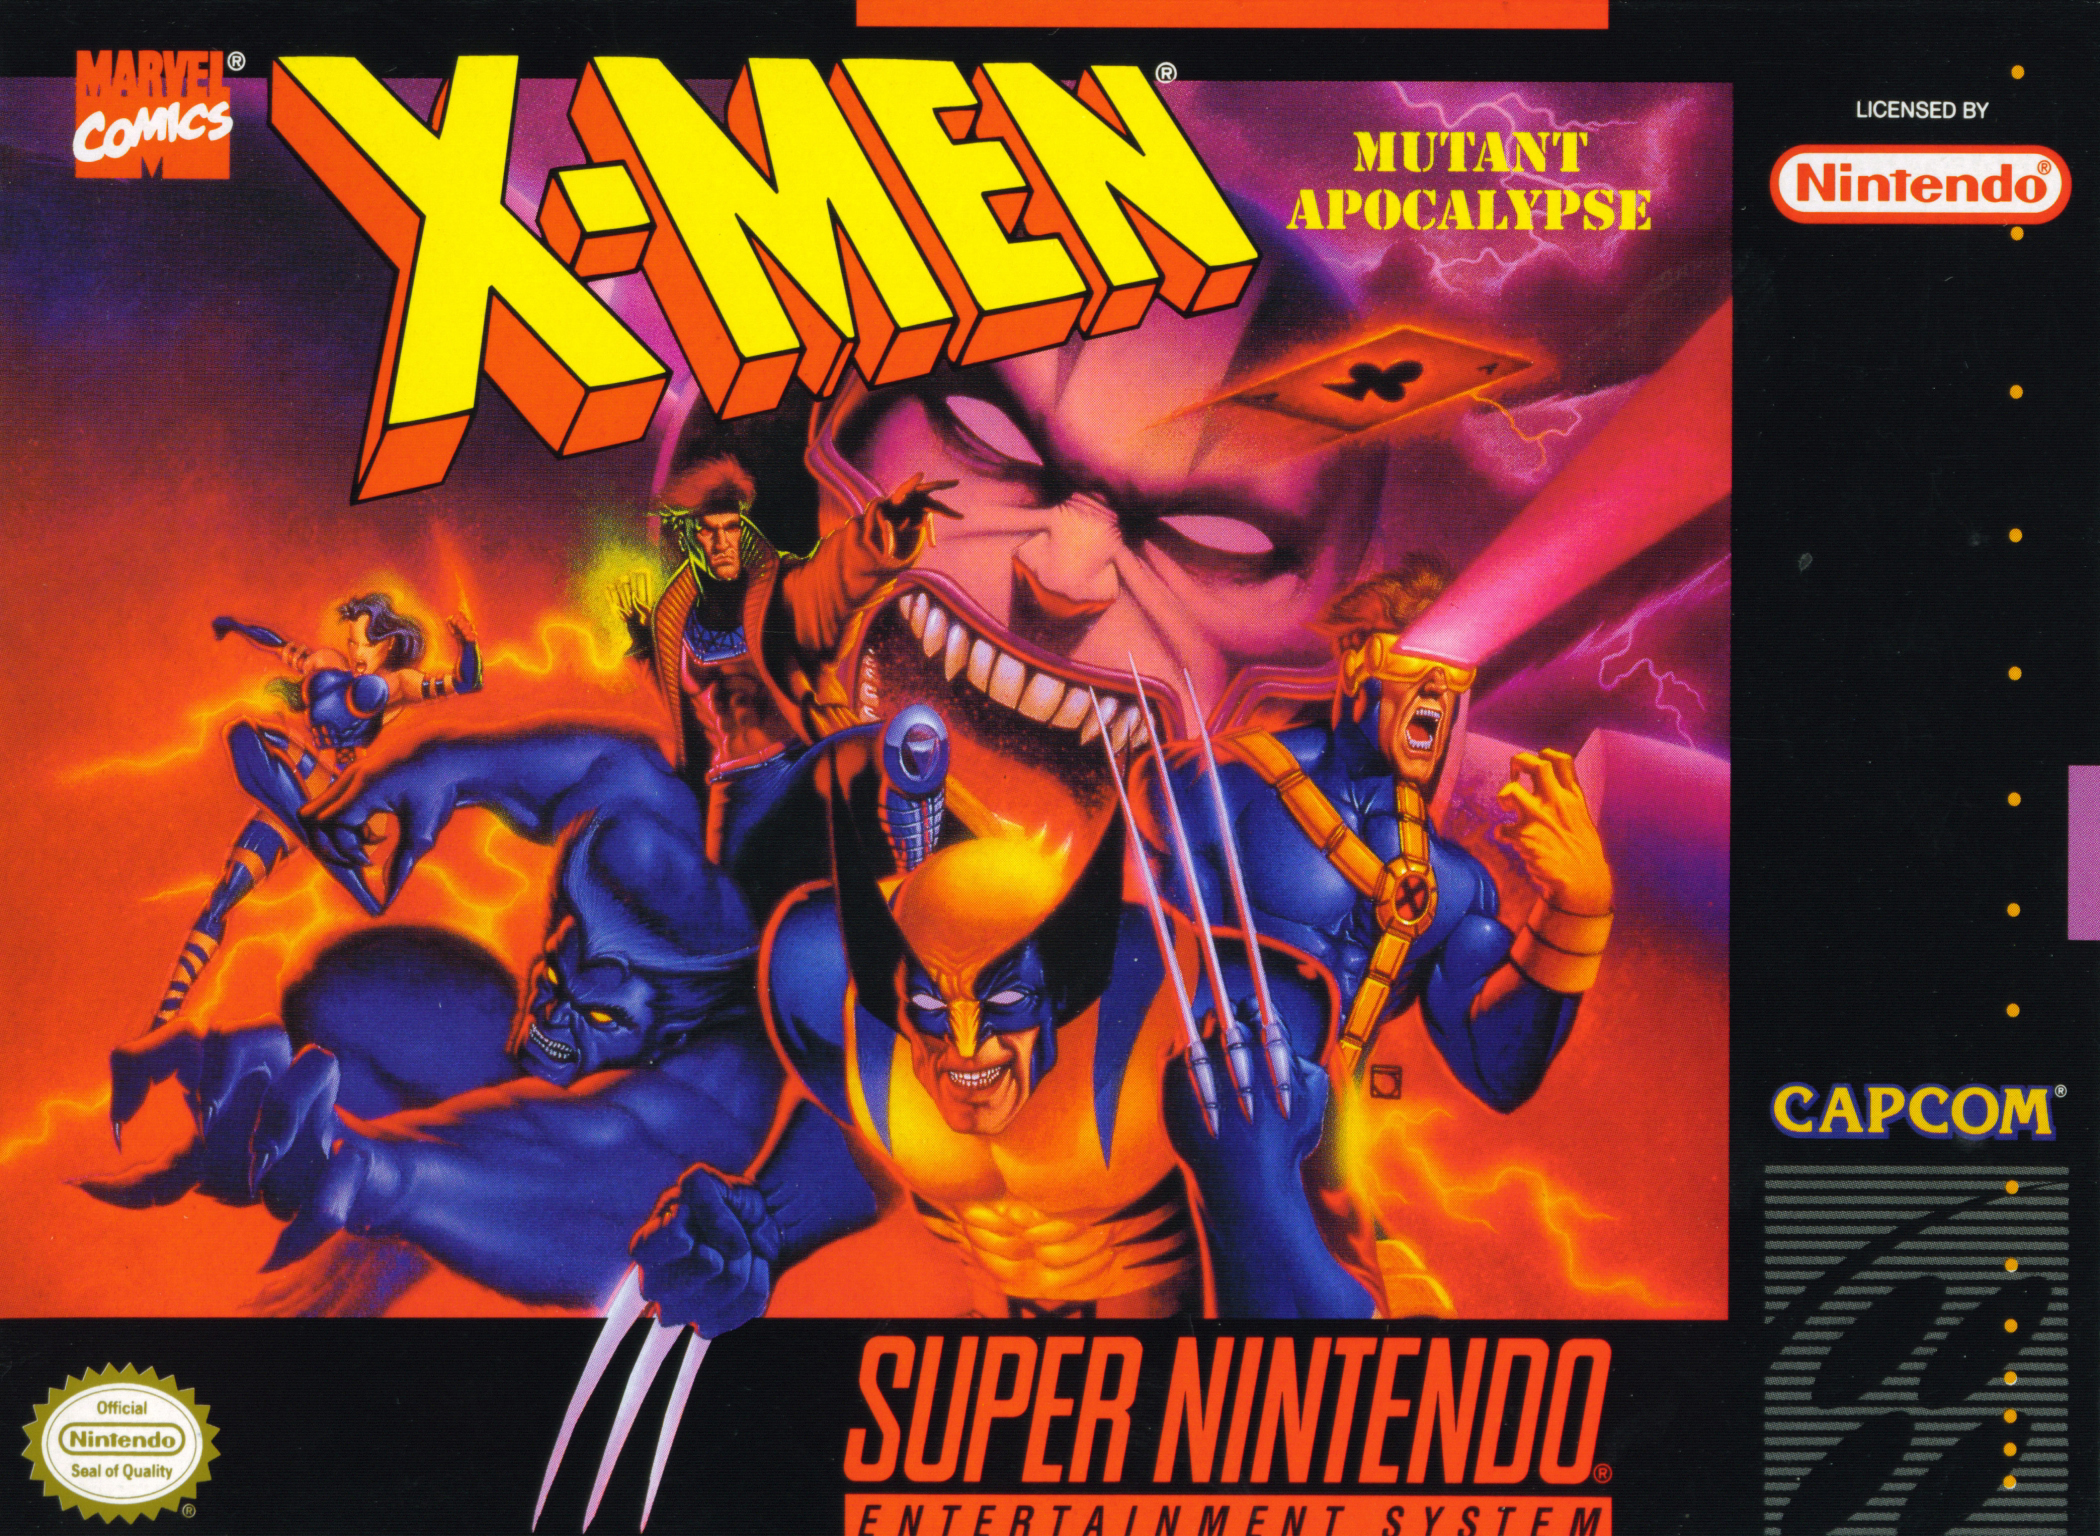 MARVEL®
COMICS
M
X-MEN®
MUTANT
APOCALYPSE
LICENSED BY
Nintendo®
A
X
CAPCOM®
Official
Nintendo
Seal of Quality
®
SUPER NINTENDO®
ENTERTAINMENT SYSTEM